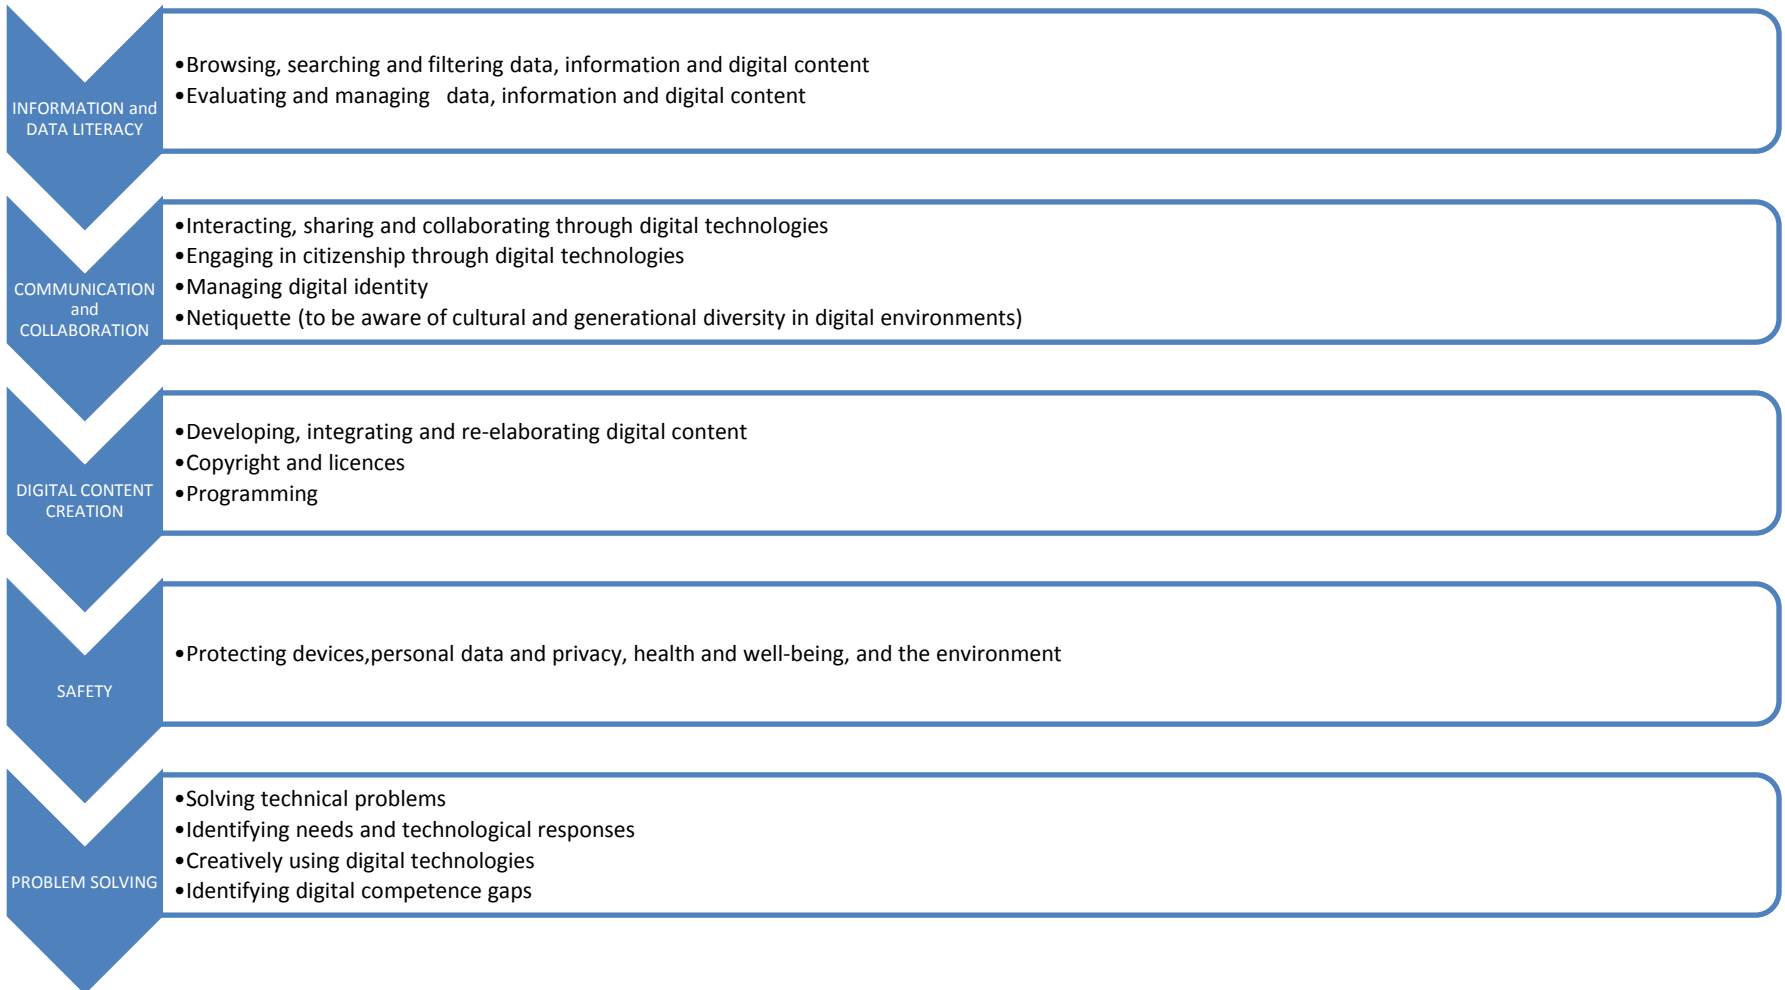 INFORMATION and
DATA LITERACY
•Browsing, searching and filtering data, information and digital content
•Evaluating and managing   data, information and digital content
COMMUNICATION
and
COLLABORATION
•Interacting, sharing and collaborating through digital technologies
•Engaging in citizenship through digital technologies
•Managing digital identity
•Netiquette (to be aware of cultural and generational diversity in digital environments)
DIGITAL CONTENT
CREATION
•Developing, integrating and re-elaborating digital content
•Copyright and licences
•Programming
SAFETY
•Protecting devices,personal data and privacy, health and well-being, and the environment
PROBLEM SOLVING
•Solving technical problems
•Identifying needs and technological responses
•Creatively using digital technologies
•Identifying digital competence gaps